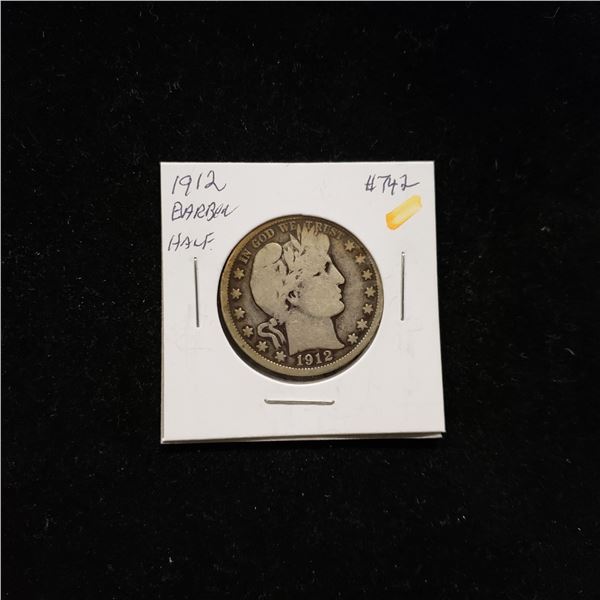 1912 #742
BARBER
HALF.
IN GOD WE TRUST
1912